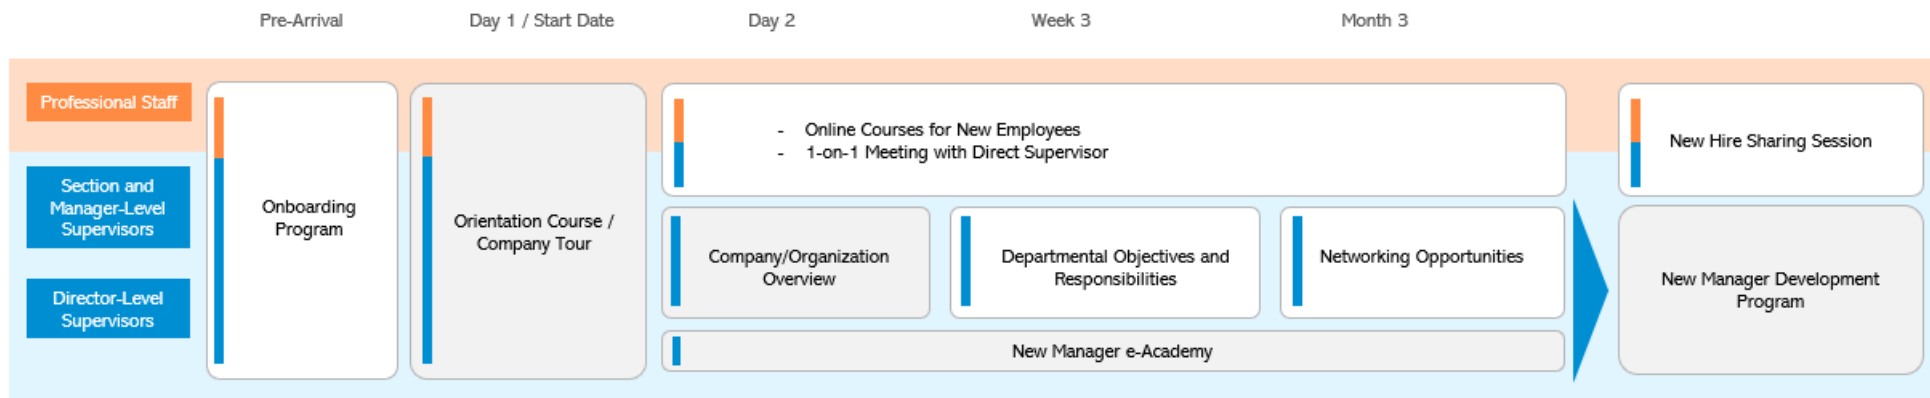 Pre-Arrival
Day 1 / Start Date
Day 2
Week 3
Month 3
Professional Staff
Section and
Manager-Level
Supervisors
Director-Level
Supervisors
Onboarding
Program
Orientation Course /
Company Tour
- Online Courses for New Employees
- 1-on-1 Meeting with Direct Supervisor
Company/Organization
Overview
Departmental Objectives and
Responsibilities
Networking Opportunities
New Manager e-Academy
New Hire Sharing Session
New Manager Development
Program